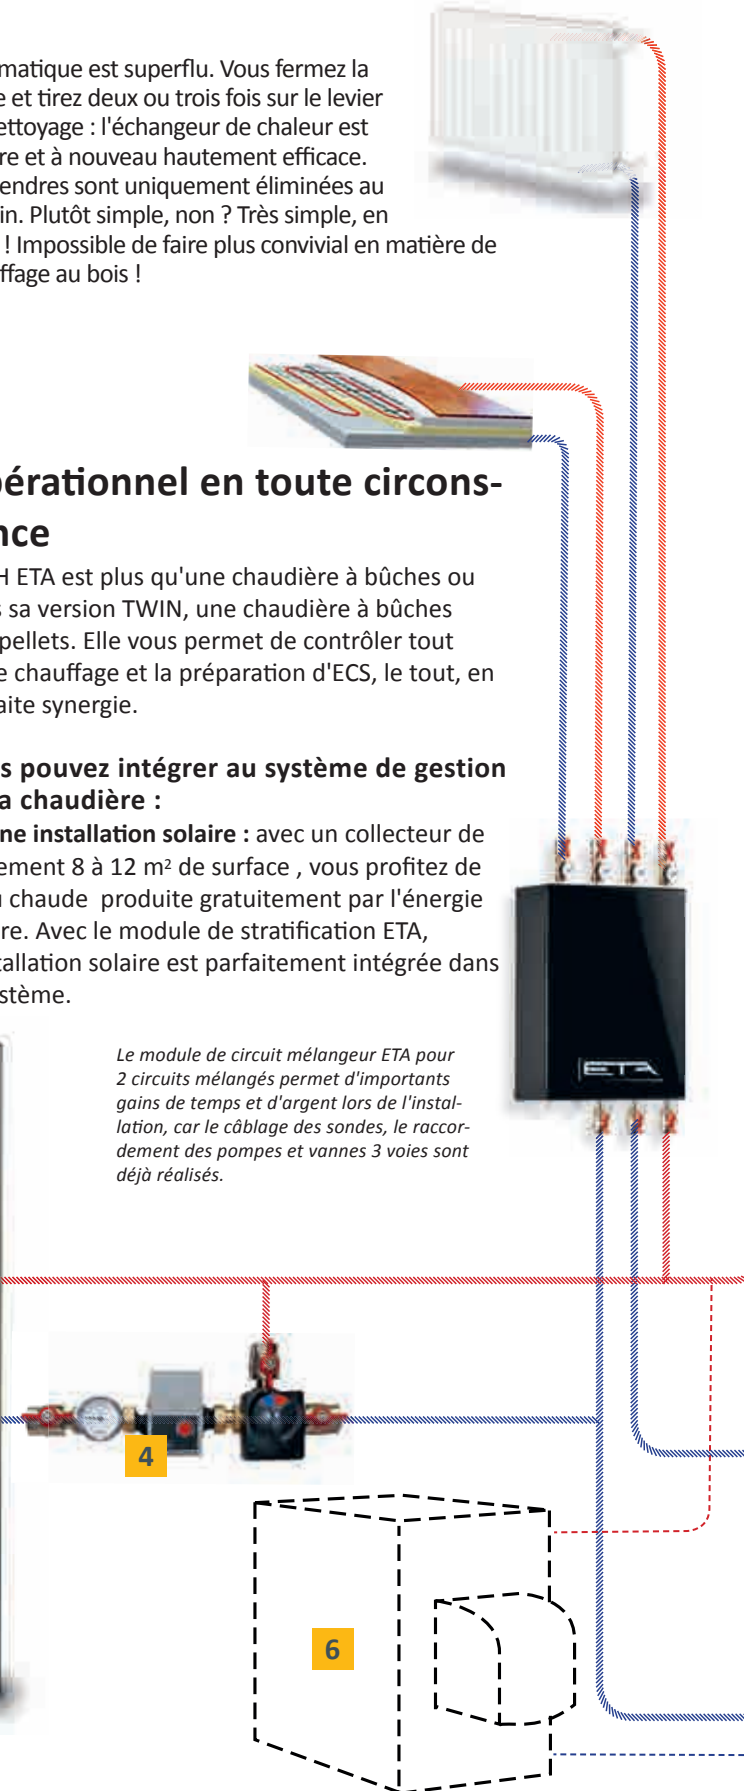 matique est superflu. Vous fermez la
e et tirez deux ou trois fois sur le levier
ettoyage : l'échangeur de chaleur est
re et à nouveau hautement efficace.
endres sont uniquement éliminées au
in. Plutôt simple, non ? Très simple, en
! Impossible de faire plus convivial en matière de
ffage au bois !
pérationnel en toute circons-
nce
H ETA est plus qu'une chaudière à bûches ou
s sa version TWIN, une chaudière à bûches
pellets. Elle vous permet de contrôler tout
e chauffage et la préparation d'ECS, le tout, en
aite synergie.
s pouvez intégrer au système de gestion
a chaudière :
ne installation solaire : avec un collecteur de
ement 8 à 12 m² de surface , vous profitez de
u chaude produite gratuitement par l'énergie
re. Avec le module de stratification ETA,
tallation solaire est parfaitement intégrée dans
stème.
Le module de circuit mélangeur ETA pour
2 circuits mélangés permet d'importants
gains de temps et d'argent lors de l'instal-
lation, car le câblage des sondes, le raccor-
dement des pompes et vannes 3 voies sont
déjà réalisés.
ETA
4
6